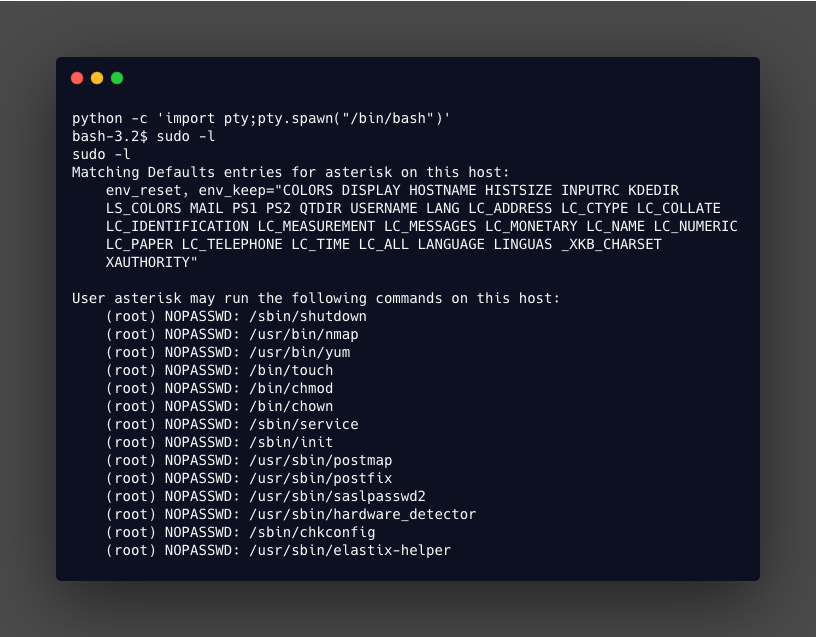 python -c 'import pty;pty.spawn("/bin/bash")'
bash-3.2$ sudo -l
sudo -l
Matching Defaults entries for asterisk on this host:
    env_reset, env_keep="COLORS DISPLAY HOSTNAME HISTSIZE INPUTRC KDEDIR
    LS_COLORS MAIL PS1 PS2 QTDIR USERNAME LANG LC_ADDRESS LC_CTYPE LC_COLLATE
    LC_IDENTIFICATION LC_MEASUREMENT LC_MESSAGES LC_MONETARY LC_NAME LC_NUMERIC
    LC_PAPER LC_TELEPHONE LC_TIME LC_ALL LANGUAGE LINGUAS _XKB_CHARSET
    XAUTHORITY"

User asterisk may run the following commands on this host:
    (root) NOPASSWD: /sbin/shutdown
    (root) NOPASSWD: /usr/bin/nmap
    (root) NOPASSWD: /usr/bin/yum
    (root) NOPASSWD: /bin/touch
    (root) NOPASSWD: /bin/chmod
    (root) NOPASSWD: /bin/chown
    (root) NOPASSWD: /sbin/service
    (root) NOPASSWD: /sbin/init
    (root) NOPASSWD: /usr/sbin/postmap
    (root) NOPASSWD: /usr/sbin/postfix
    (root) NOPASSWD: /usr/sbin/saslpasswd2
    (root) NOPASSWD: /usr/sbin/hardware_detector
    (root) NOPASSWD: /sbin/chkconfig
    (root) NOPASSWD: /usr/sbin/elastix-helper